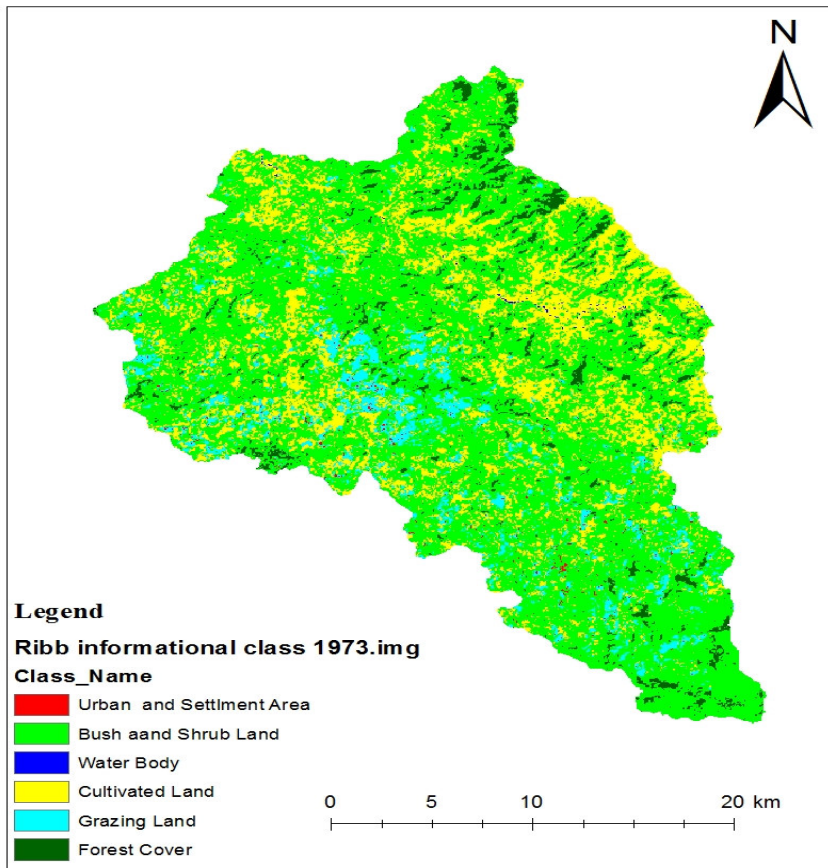 N
Legend
Ribb informational class 1973.img
Class_Name
Urban and Settlment Area
Bush aand Shrub Land
Water Body
Cultivated Land
Grazing Land
Forest Cover
0 5 10 20 km